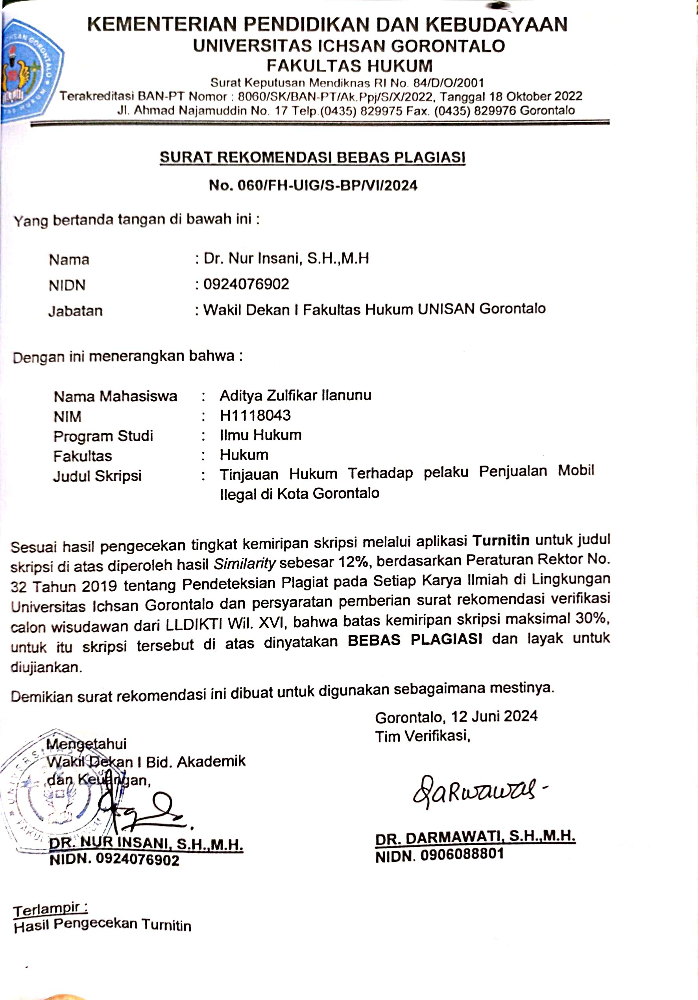 KEMENTERIAN PENDIDIKAN DAN KEBUDAYAAN
UNIVERSITAS ICHSAN GORONTALO
FAKULTAS HUKUM
Surat Keputusan Mendiknas RI No. 84/D/O/2001
Terakreditasi BAN-PT Nomor : 8060/SK/BAN-PT/Ak.Ppj/S/X/2022, Tanggal 18 Oktober 2022
Jl. Ahmad Najamuddin No. 17 Telp.(0435) 829975 Fax. (0435) 829976 Gorontalo
SURAT REKOMENDASI BEBAS PLAGIASI
No. 060/FH-UIG/S-BP/VI/2024
Yang bertanda tangan di bawah ini :
Nama : Dr. Nur Insani, S.H.,M.H
NIDN : 0924076902
Jabatan : Wakil Dekan I Fakultas Hukum UNISAN Gorontalo
Dengan ini menerangkan bahwa :
Nama Mahasiswa : Aditya Zulfikar Ilanunu
NIM : H1118043
Program Studi : Ilmu Hukum
Fakultas : Hukum
Judul Skripsi : Tinjauan Hukum Terhadap pelaku Penjualan Mobil
Ilegal di Kota Gorontalo
Sesuai hasil pengecekan tingkat kemiripan skripsi melalui aplikasi Turnitin untuk judul
skripsi di atas diperoleh hasil Similarity sebesar 12%, berdasarkan Peraturan Rektor No.
32 Tahun 2019 tentang Pendeteksian Plagiat pada Setiap Karya Ilmiah di Lingkungan
Universitas Ichsan Gorontalo dan persyaratan pemberian surat rekomendasi verifikasi
calon wisudawan dari LLDIKTI Wil. XVI, bahwa batas kemiripan skripsi maksimal 30%,
untuk itu skripsi tersebut di atas dinyatakan BEBAS PLAGIASI dan layak untuk
diujiankan.
Demikian surat rekomendasi ini dibuat untuk digunakan sebagaimana mestinya.
Gorontalo, 12 Juni 2024
Tim Verifikasi,
Mengetahui
Wakil Dekan I Bid. Akademik
dan Keuangan,
DR. NUR INSANI, S.H.,M.H.
NIDN. 0924076902
DR. DARMAWATI, S.H.,M.H.
NIDN. 0906088801
Terlampir :
Hasil Pengecekan Turnitin